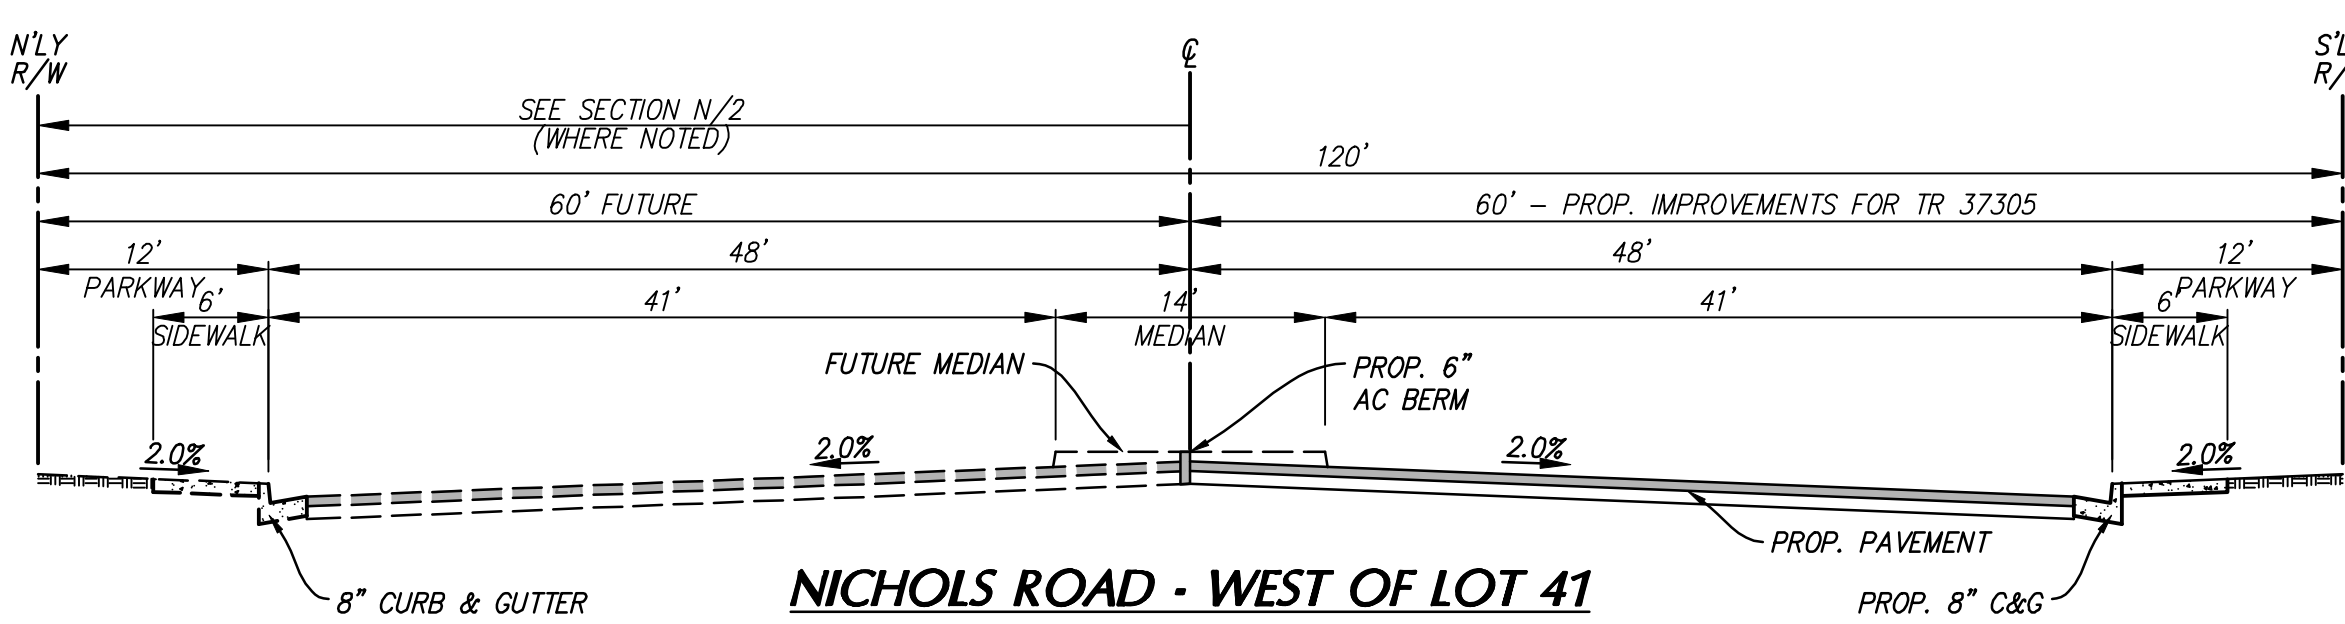 N'LY
R/W
℄
S'L
R/
SEE SECTION N/2
(WHERE NOTED)
120'
60' FUTURE
60' – PROP. IMPROVEMENTS FOR TR 37305
12'
48'
48'
12'
PARKWAY
PARKWAY
6'
41'
14'
41'
6'
SIDEWALK
MEDIAN
SIDEWALK
FUTURE MEDIAN
PROP. 6"
AC BERM
2.0%
2.0%
2.0%
2.0%
PROP. PAVEMENT
8" CURB & GUTTER
NICHOLS ROAD - WEST OF LOT 41
PROP. 8" C&G